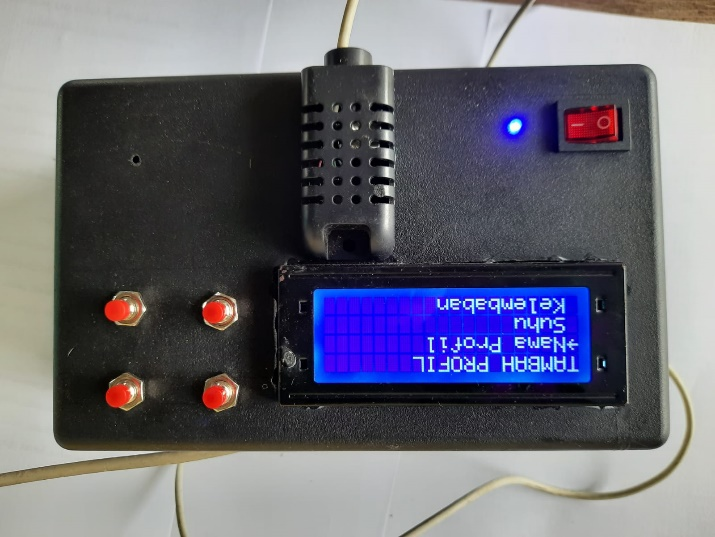 TAMBAH PROFIL
→Nama Profil
Suhu
Kelembaban